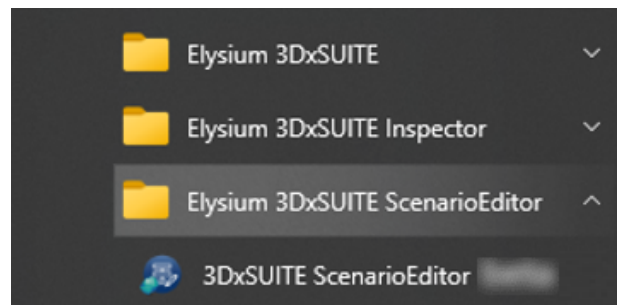 Elysium 3DxSUITE
Elysium 3DxSUITE Inspector
Elysium 3DxSUITE ScenarioEditor
3DxSUITE ScenarioEditor